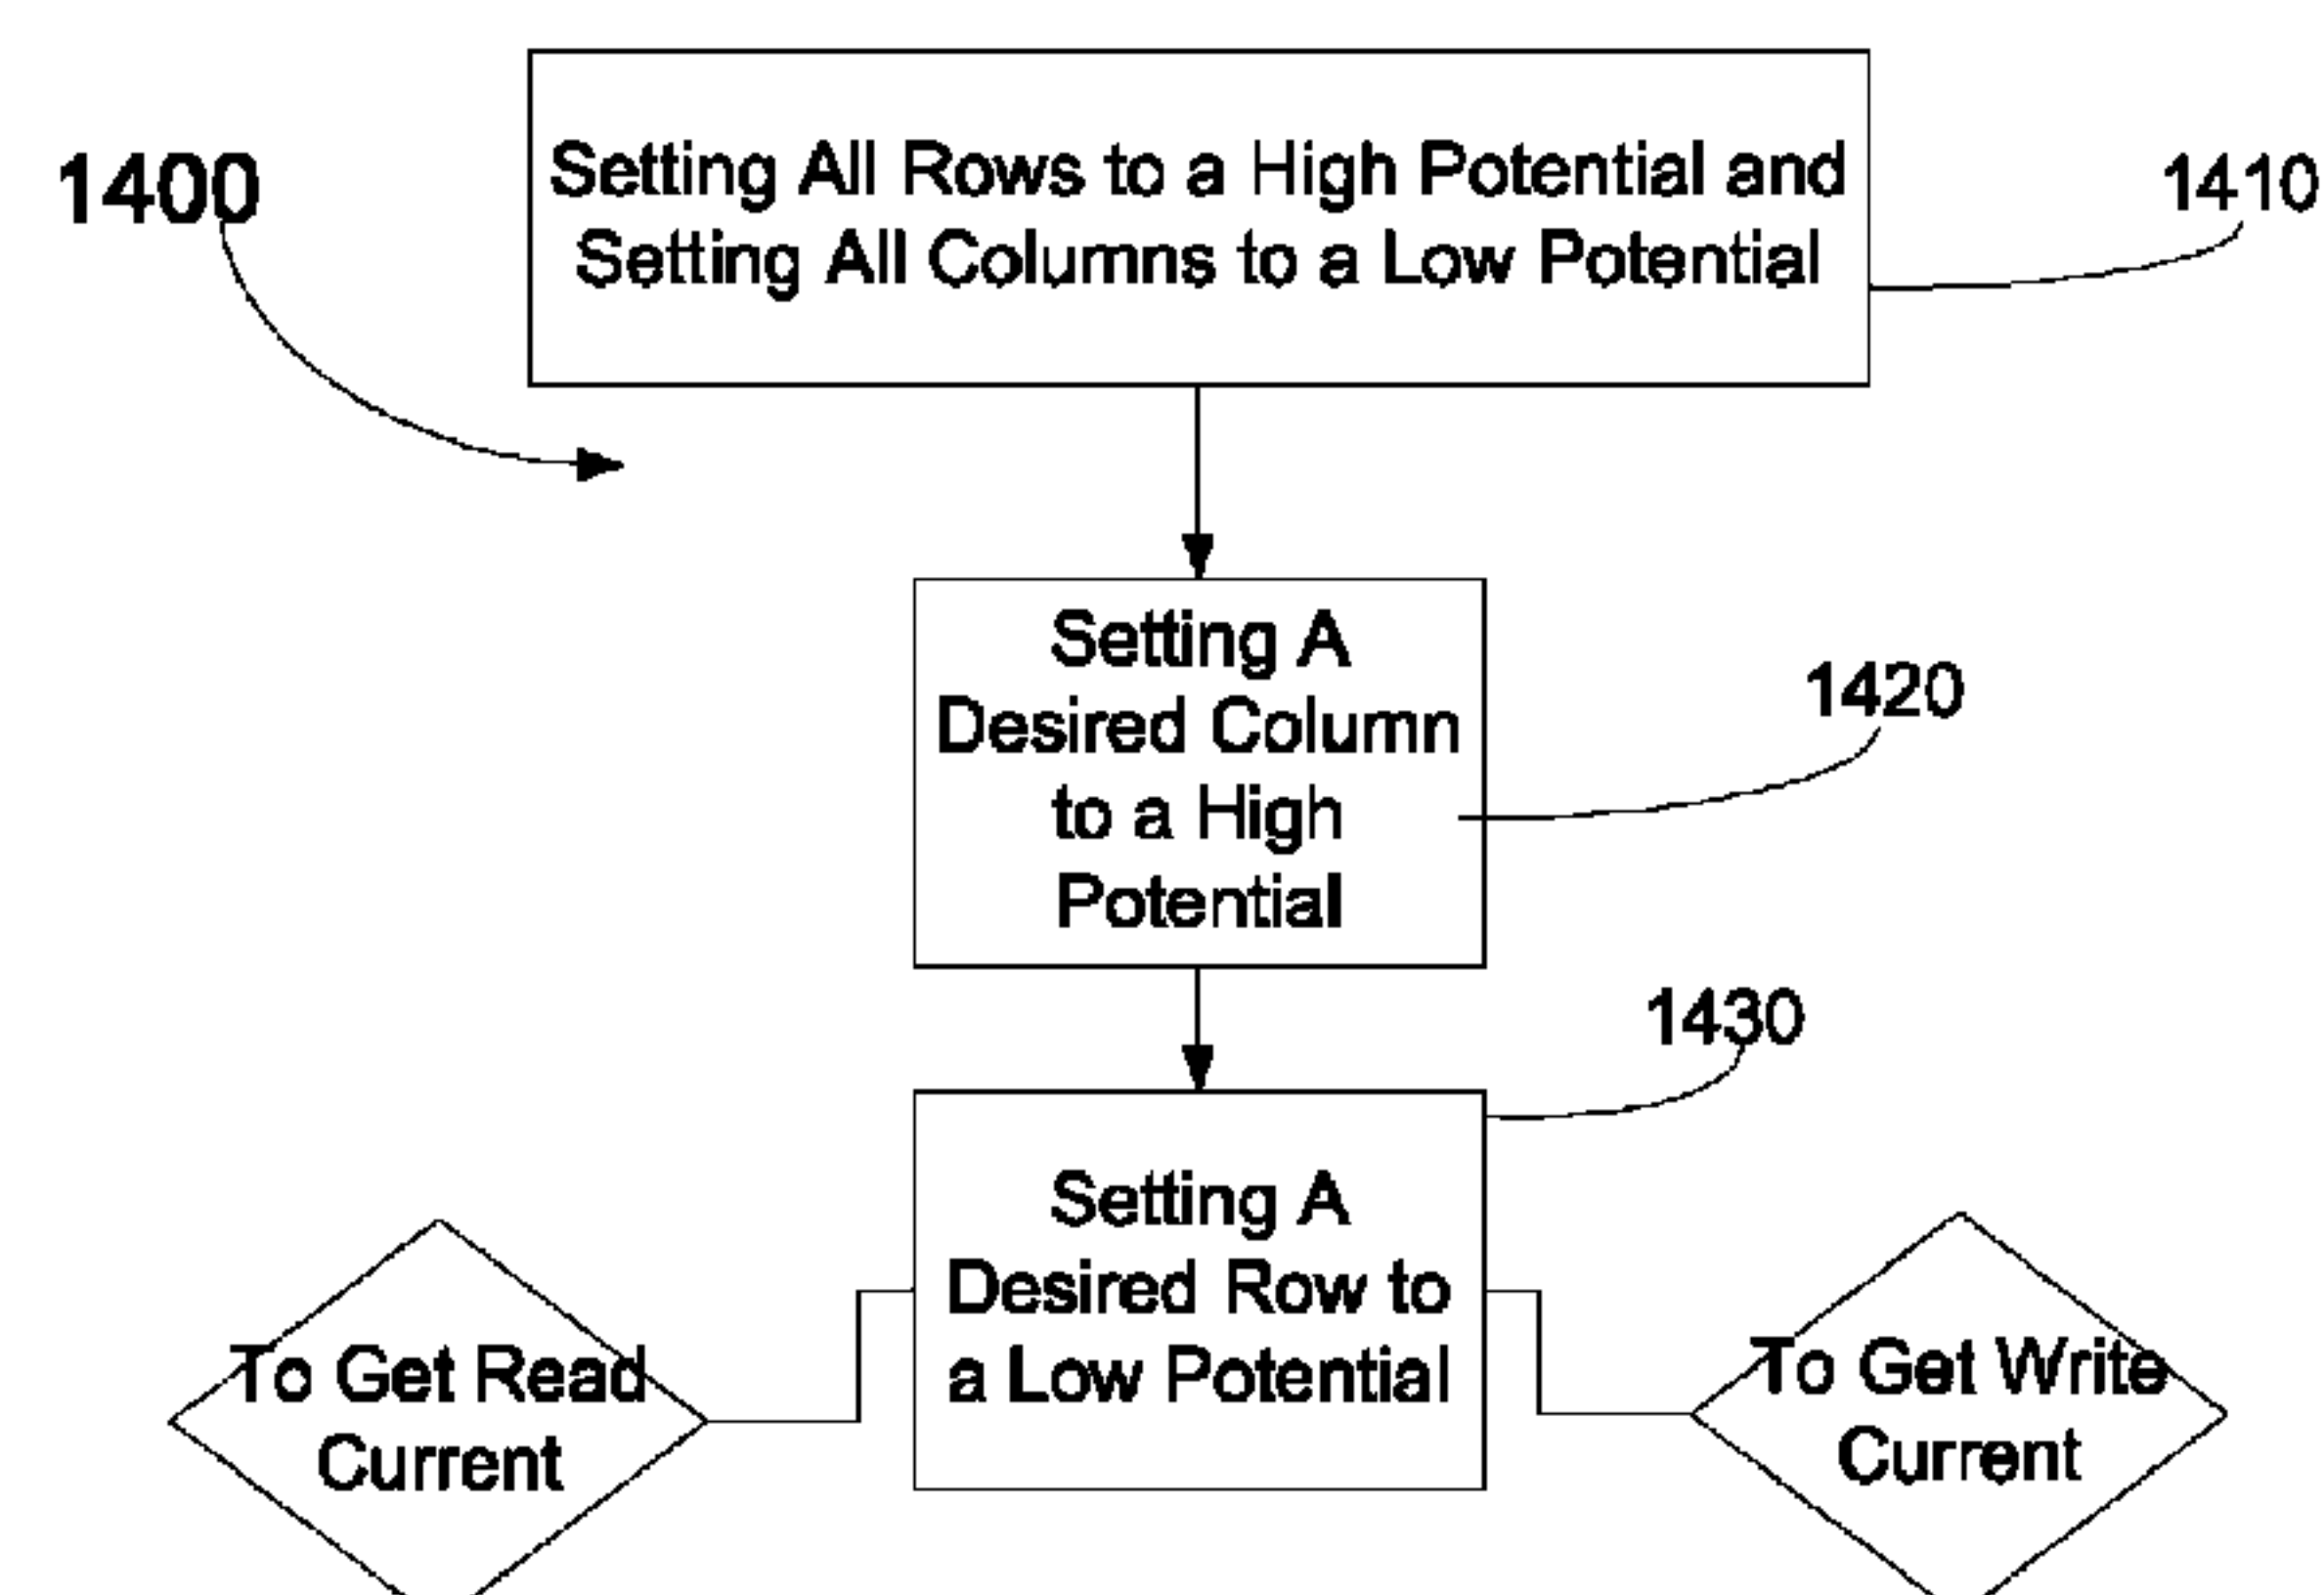 1400
Setting All Rows to a High Potential and
Setting All Columns to a Low Potential
1410
Setting A
Desired Column
to a High
Potential
1420
1430
Setting A
Desired Row to
a Low Potential
To Get Read
Current
To Get Write
Current